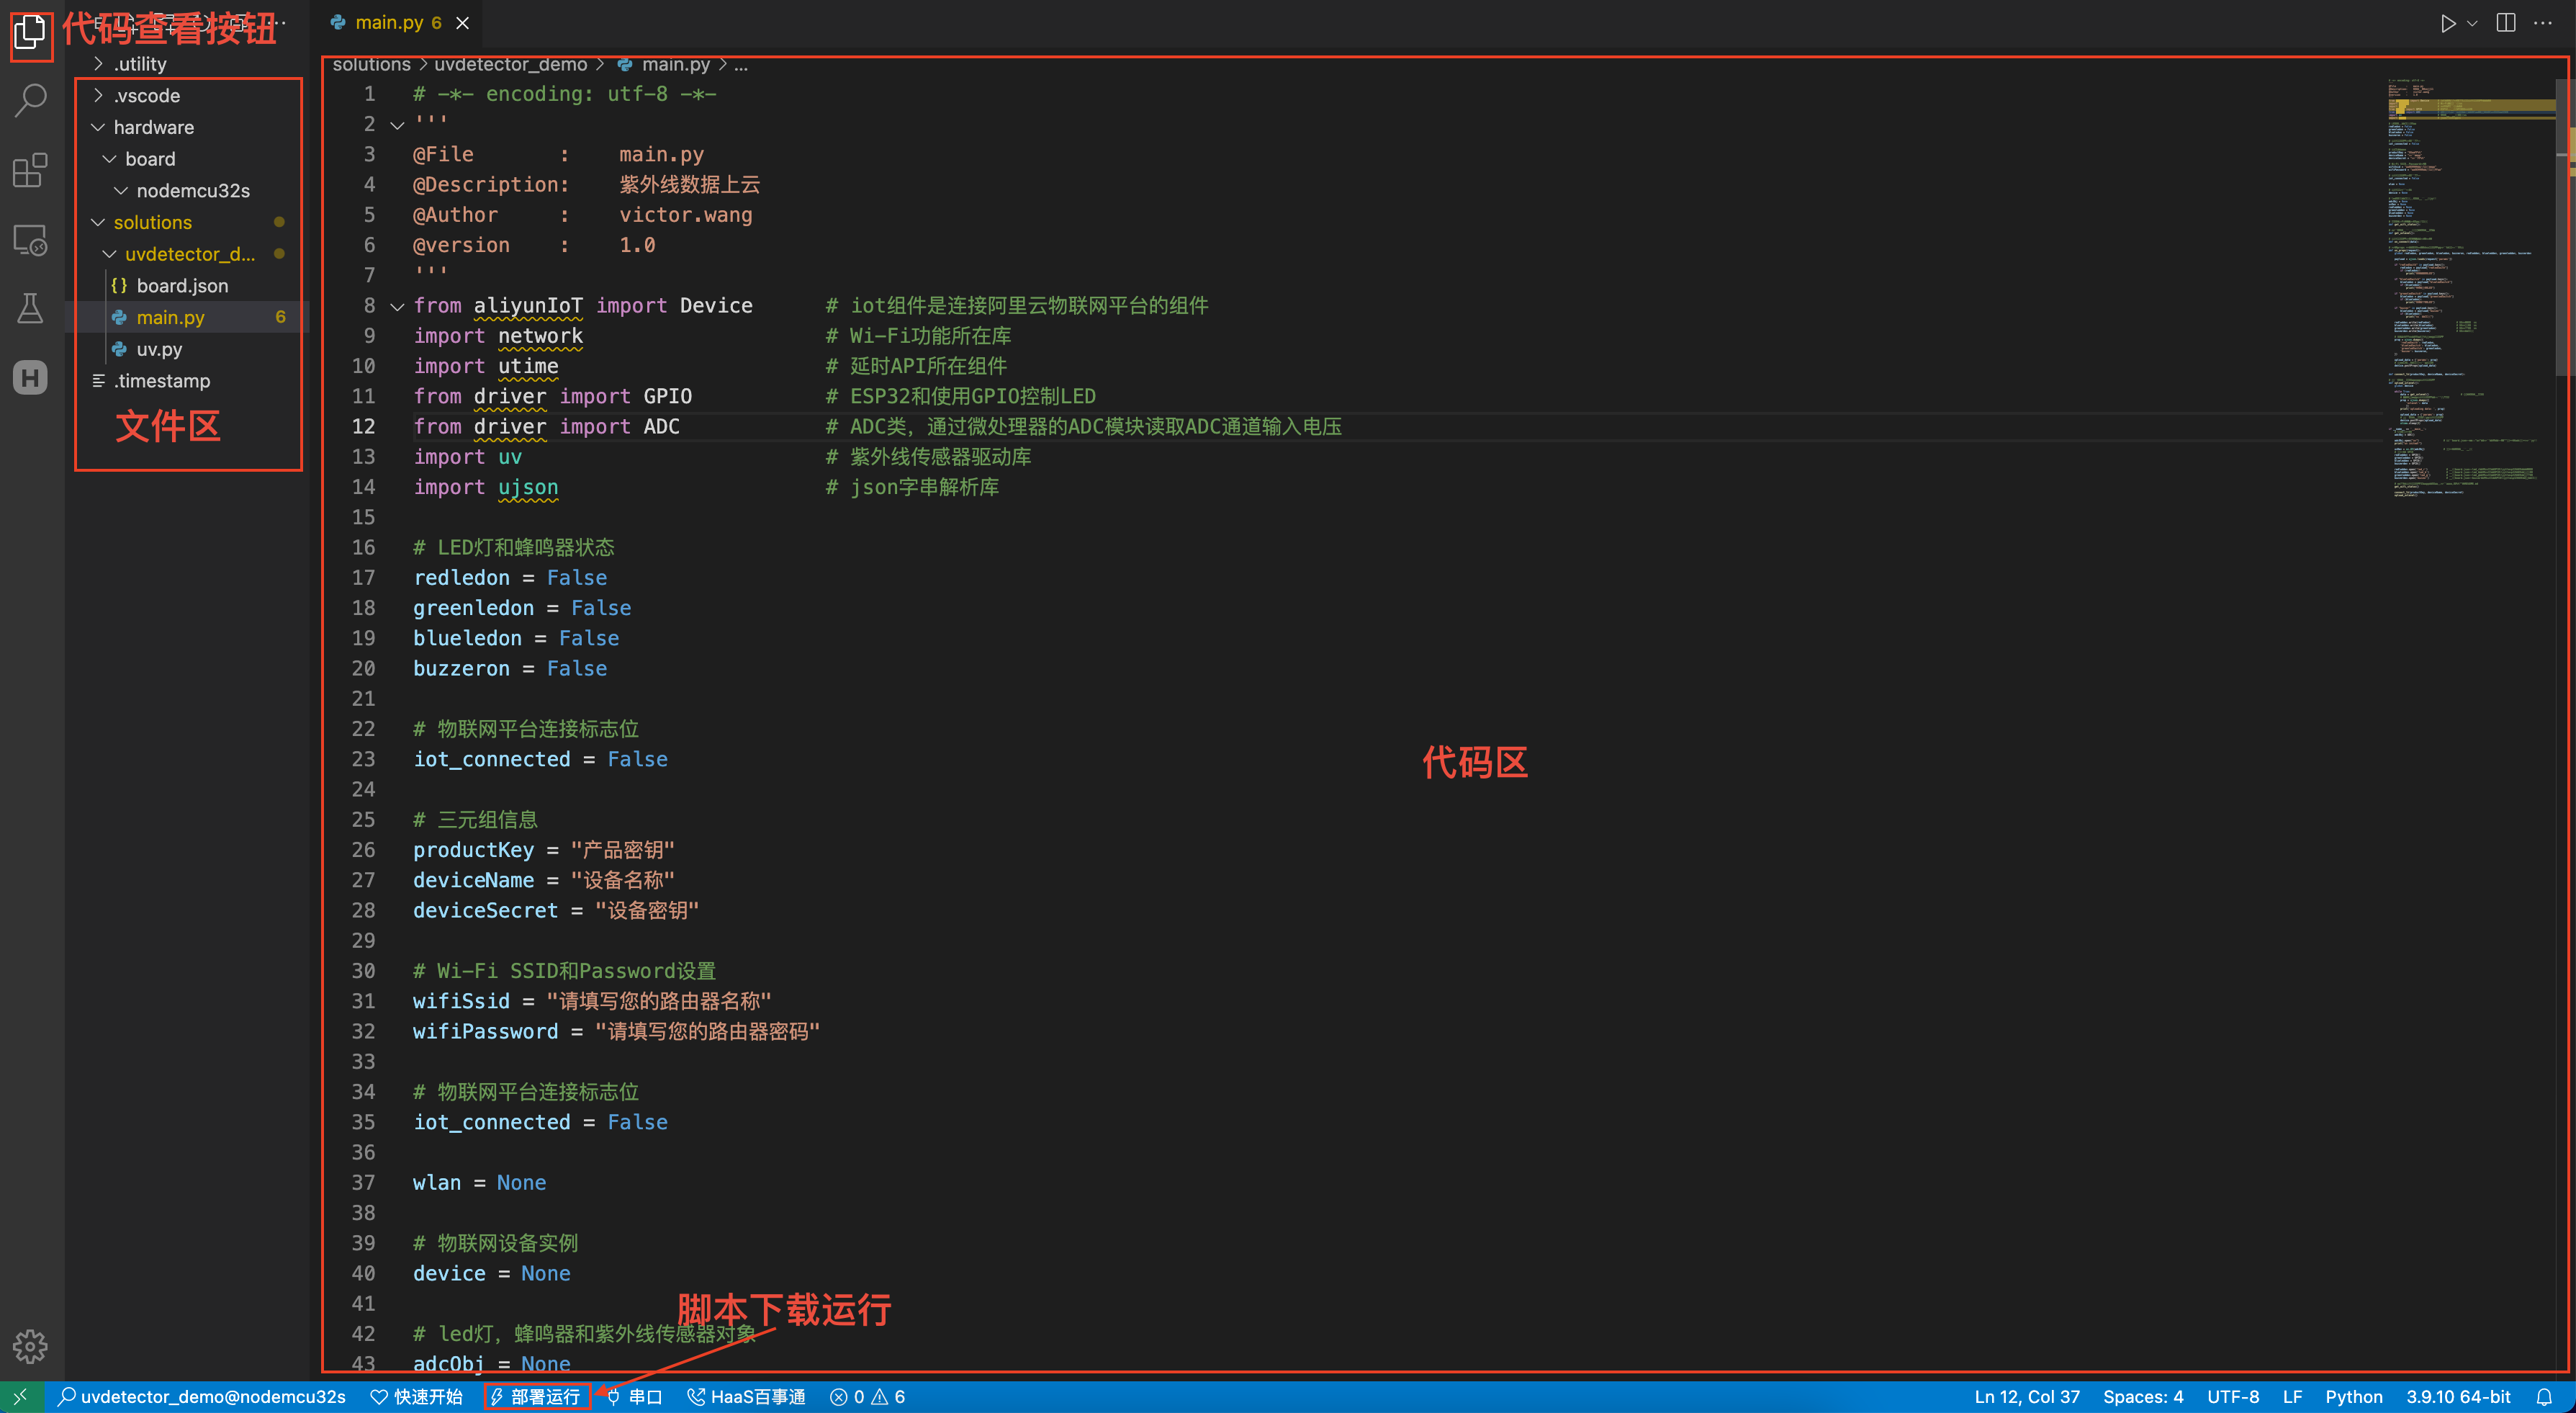 代码查看按钮
main.py 6
solutions > uvdetector_demo > main.py > ...
.utility
.vscode
hardware
board
nodemcu32s
solutions
uvdetector_d...
board.json
main.py 6
uv.py
.timestamp
文件区
1 # -*- encoding: utf-8 -*-
2 '''
3 @File : main.py
4 @Description: 紫外线数据上云
5 @Author : victor.wang
6 @version : 1.0
7 '''
8 from aliyunIoT import Device # iot组件是连接阿里云物联网平台的组件
9 import network # Wi-Fi功能所在库
10 import utime # 延时API所在组件
11 from driver import GPIO # ESP32和使用GPIO控制LED
12 from driver import ADC # ADC类，通过微处理器的ADC模块读取ADC通道输入电压
13 import uv # 紫外线传感器驱动库
14 import ujson # json字串解析库
15
16 # LED灯和蜂鸣器状态
17 redledon = False
18 greenledon = False
19 blueledon = False
20 buzzeron = False
21
22 # 物联网平台连接标志位
23 iot_connected = False
24
25 # 三元组信息
26 productKey = "产品密钥"
27 deviceName = "设备名称"
28 deviceSecret = "设备密钥"
29
30 # Wi-Fi SSID和Password设置
31 wifiSsid = "请填写您的路由器名称"
32 wifiPassword = "请填写您的路由器密码"
33
34 # 物联网平台连接标志位
35 iot_connected = False
36
37 wlan = None
38
39 # 物联网设备实例
40 device = None
41
42 # led灯，蜂鸣器和紫外线传感器对象
43 adcObj = None
代码区
脚本下载运行
uvdetector_demo@nodemcu32s 快速开始 部署运行 串口 HaaS百事通 0 6 Ln 12, Col 37 Spaces: 4 UTF-8 LF Python 3.9.10 64-bit